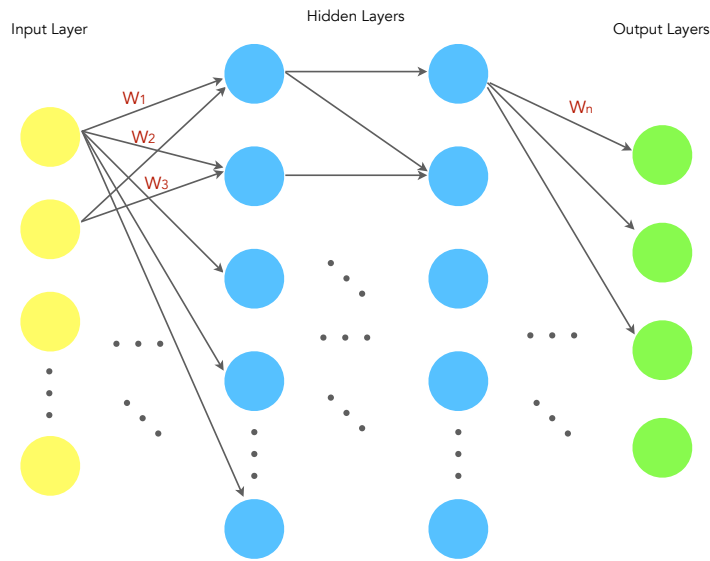 Hidden Layers
Input Layer
Output Layers
W1
W2
W3
Wn